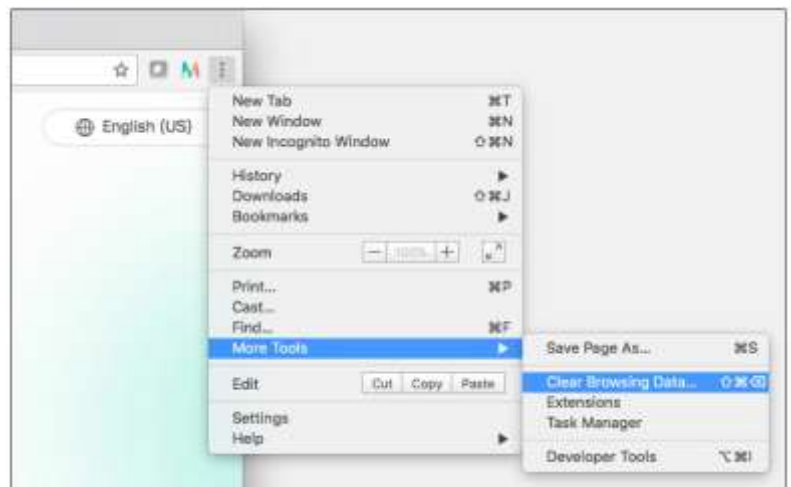 English (US)
New Tab ⌘T
New Window ⌘N
New Incognito Window ⇧⌘N
History ▶
Downloads ⇧⌘J
Bookmarks ▶
Zoom − 100% +
Print... ⌘P
Cast...
Find... ⌘F
More Tools ▶
Edit Cut Copy Paste
Settings
Help ▶
Save Page As... ⌘S
Clear Browsing Data... ⇧⌘⌫
Extensions
Task Manager
Developer Tools ⌥⌘I